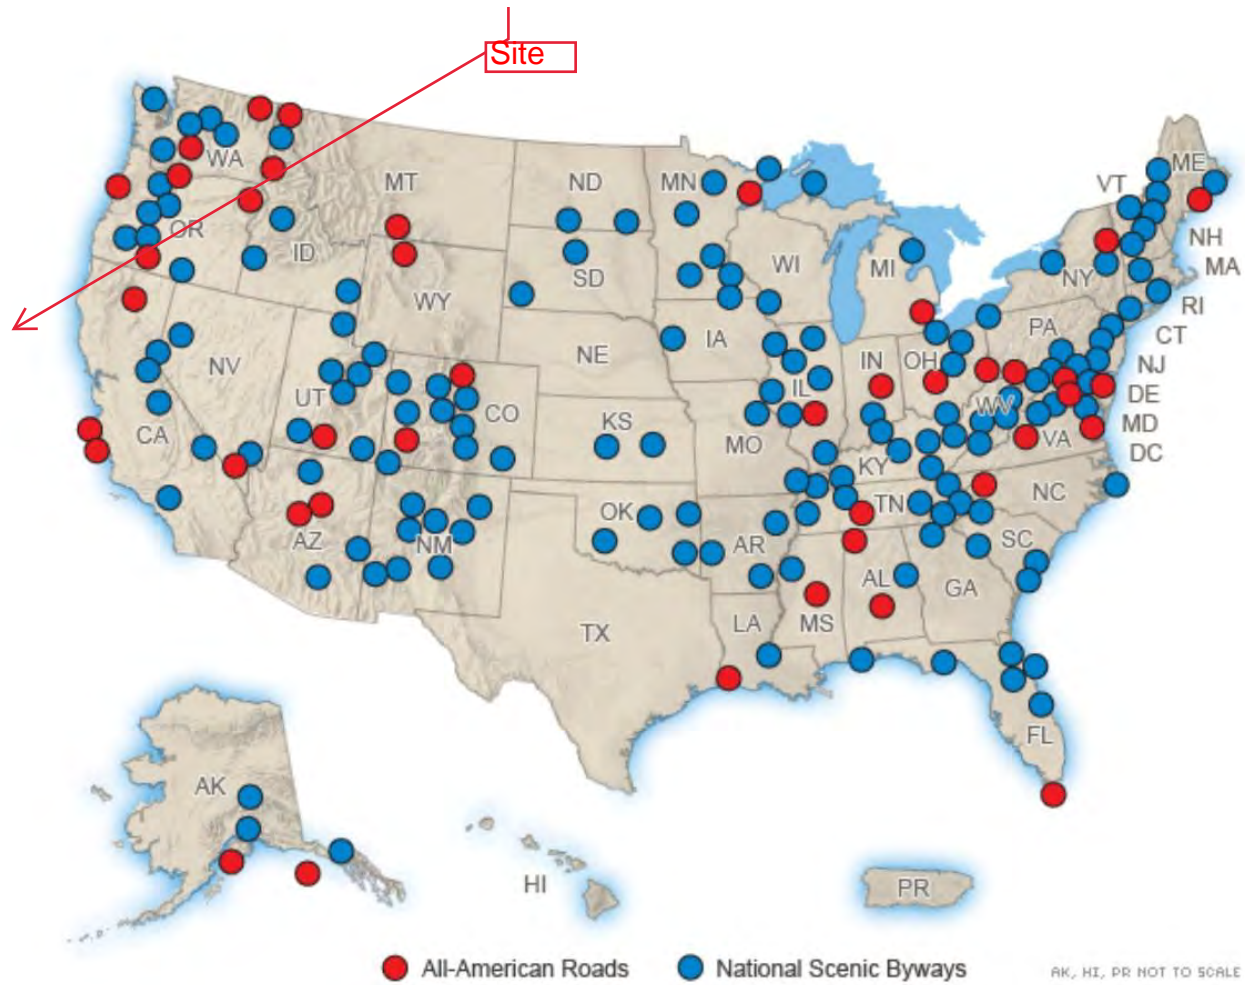 Site
WA
MT
ND
MN
VT
ME
OR
ID
SD
WI
MI
NY
NH
MA
WY
RI
NV
NE
IA
IN
OH
PA
CT
NJ
UT
CO
IL
WV
DE
CA
KS
MO
KY
VA
MD
DC
AZ
NM
OK
AR
TN
NC
SC
TX
LA
MS
AL
GA
FL
AK
HI
PR
All-American Roads
National Scenic Byways
AK, HI, PR NOT TO SCALE